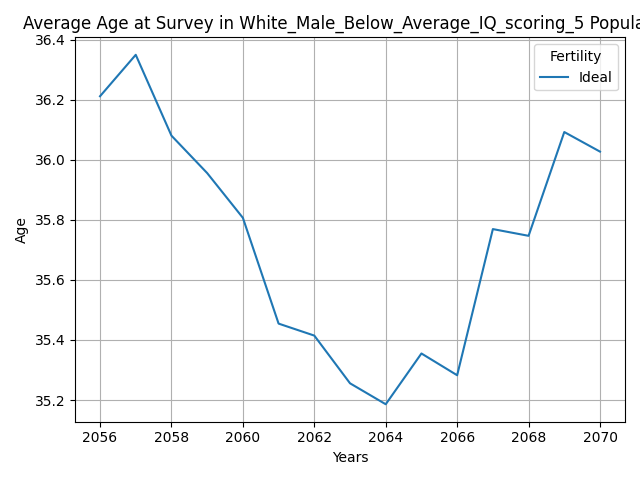 Average Age at Survey in White_Male_Below_Average_IQ_scoring_5
36.4
36.2
36.0
35.8
35.6
35.4
35.2
Age
Fertility
Ideal
2056 2058 2060 2062 2064 2066 2068 2070
Years